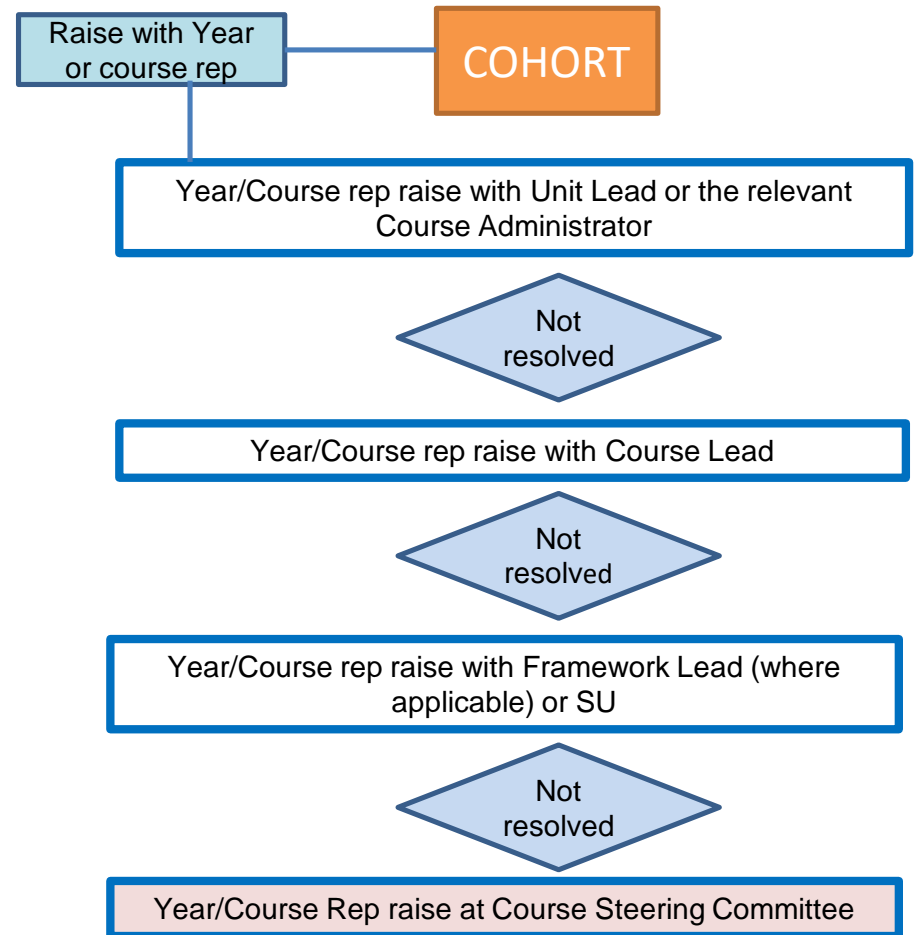 Raise with Year
or course rep
COHORT
Year/Course rep raise with Unit Lead or the relevant
Course Administrator
Not
resolved
Year/Course rep raise with Course Lead
Not
resolved
Year/Course rep raise with Framework Lead (where
applicable) or SU
Not
resolved
Year/Course Rep raise at Course Steering Committee